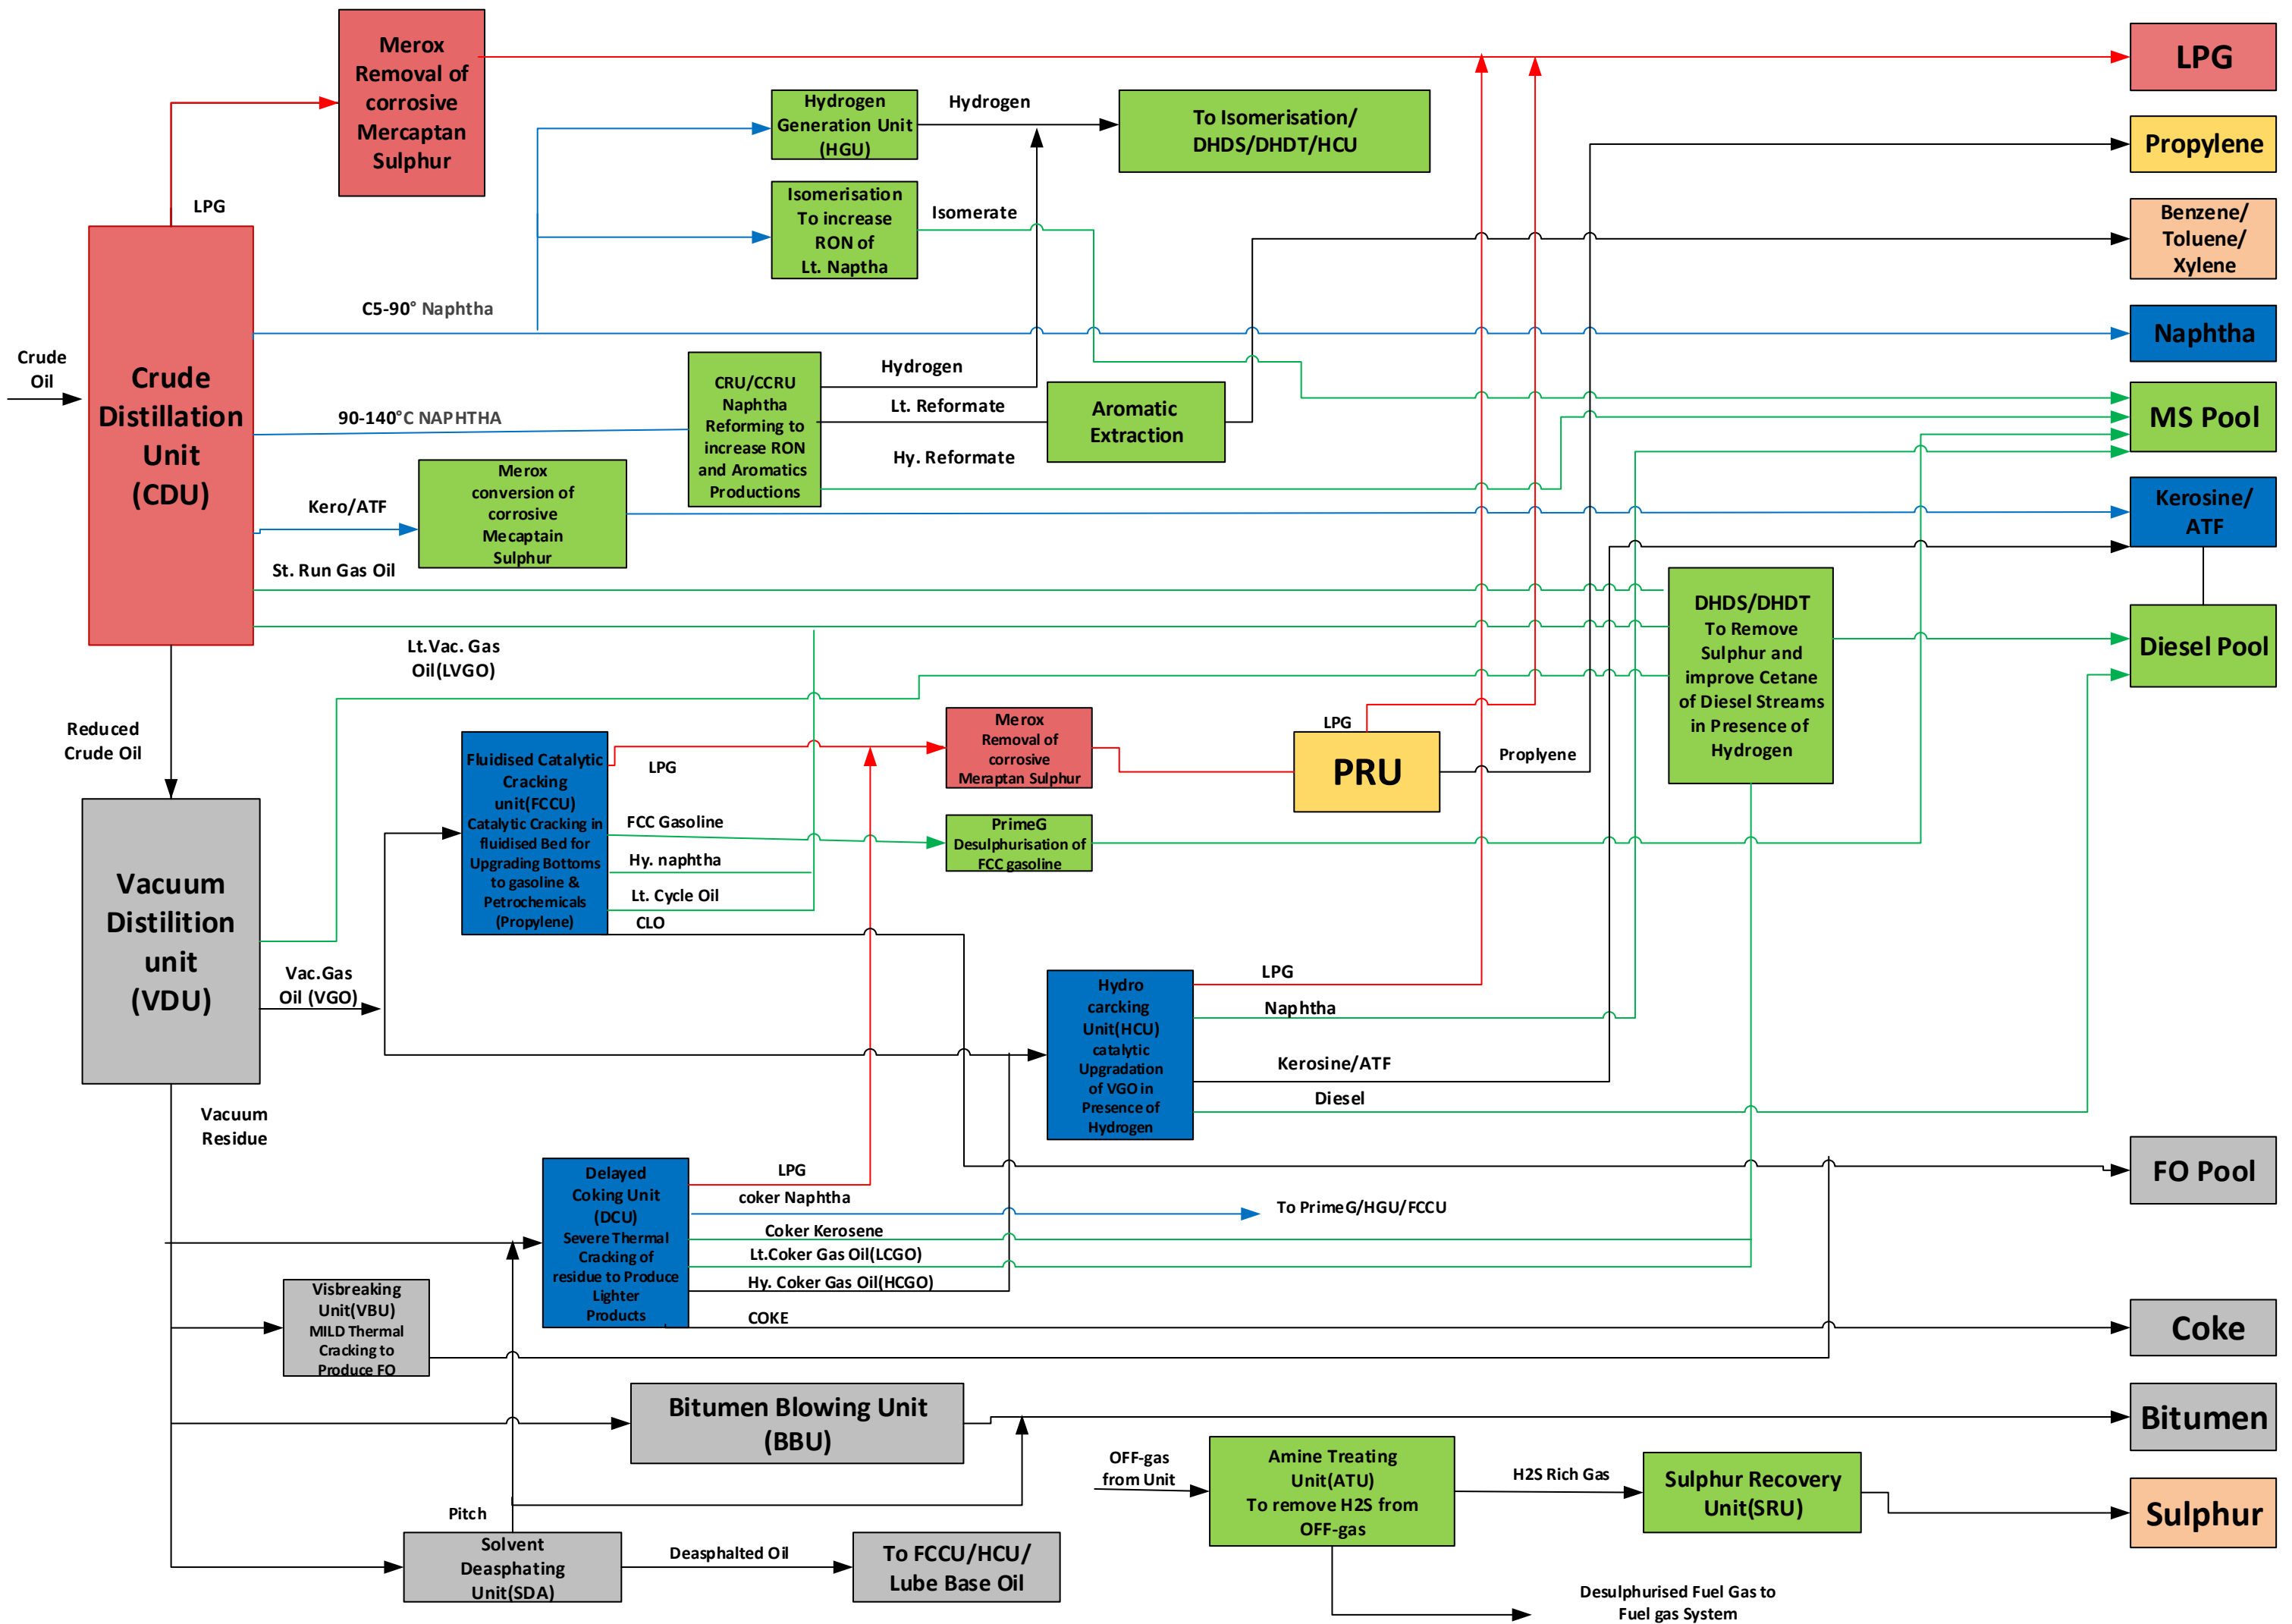 Merox
Removal of
corrosive
Mercaptan
Sulphur
LPG
Hydrogen
Generation Unit
(HGU)
Hydrogen
To Isomerisation/
DHDS/DHDT/HCU
Propylene
Isomerisation
To increase
RON of
Lt. Naptha
Isomerate
Benzene/
Toluene/
Xylene
LPG
Crude
Distillation
Unit
(CDU)
Crude
Oil
C5-90° Naphtha
Naphtha
90-140°C NAPHTHA
CRU/CCRU
Naphtha
Reforming to
increase RON
and Aromatics
Productions
Hydrogen
Lt. Reformate
Hy. Reformate
Aromatic
Extraction
MS Pool
Kero/ATF
Merox
conversion of
corrosive
Mecaptain
Sulphur
Kerosine/
ATF
St. Run Gas Oil
DHDS/DHDT
To Remove
Sulphur and
improve Cetane
of Diesel Streams
in Presence of
Hydrogen
Diesel Pool
Lt.Vac. Gas
Oil(LVGO)
Reduced
Crude Oil
Fluidised Catalytic
Cracking
unit(FCCU)
Catalytic Cracking in
fluidised Bed for
Upgrading Bottoms
to gasoline &
Petrochemicals
(Propylene)
LPG
FCC Gasoline
Hy. naphtha
Lt. Cycle Oil
CLO
Merox
Removal of
corrosive
Meraptan Sulphur
LPG
PRU
Proplyene
PrimeG
Desulphurisation of
FCC gasoline
Vacuum
Distilition
unit
(VDU)
Vac.Gas
Oil (VGO)
Hydro
carcking
Unit(HCU)
catalytic
Upgradation
of VGO in
Presence of
Hydrogen
LPG
Naphtha
Kerosine/ATF
Diesel
Vacuum
Residue
FO Pool
Delayed
Coking Unit
(DCU)
Severe Thermal
Cracking of
residue to Produce
Lighter
Products
LPG
coker Naphtha
To PrimeG/HGU/FCCU
Coker Kerosene
Lt.Coker Gas Oil(LCGO)
Hy. Coker Gas Oil(HCGO)
COKE
Visbreaking
Unit(VBU)
MILD Thermal
Cracking to
Produce FO
Coke
Bitumen Blowing Unit
(BBU)
Bitumen
OFF-gas
from Unit
Amine Treating
Unit(ATU)
To remove H2S from
OFF-gas
H2S Rich Gas
Sulphur Recovery
Unit(SRU)
Sulphur
Pitch
Solvent
Deasphating
Unit(SDA)
Deasphalted Oil
To FCCU/HCU/
Lube Base Oil
Desulphurised Fuel Gas to
Fuel gas System